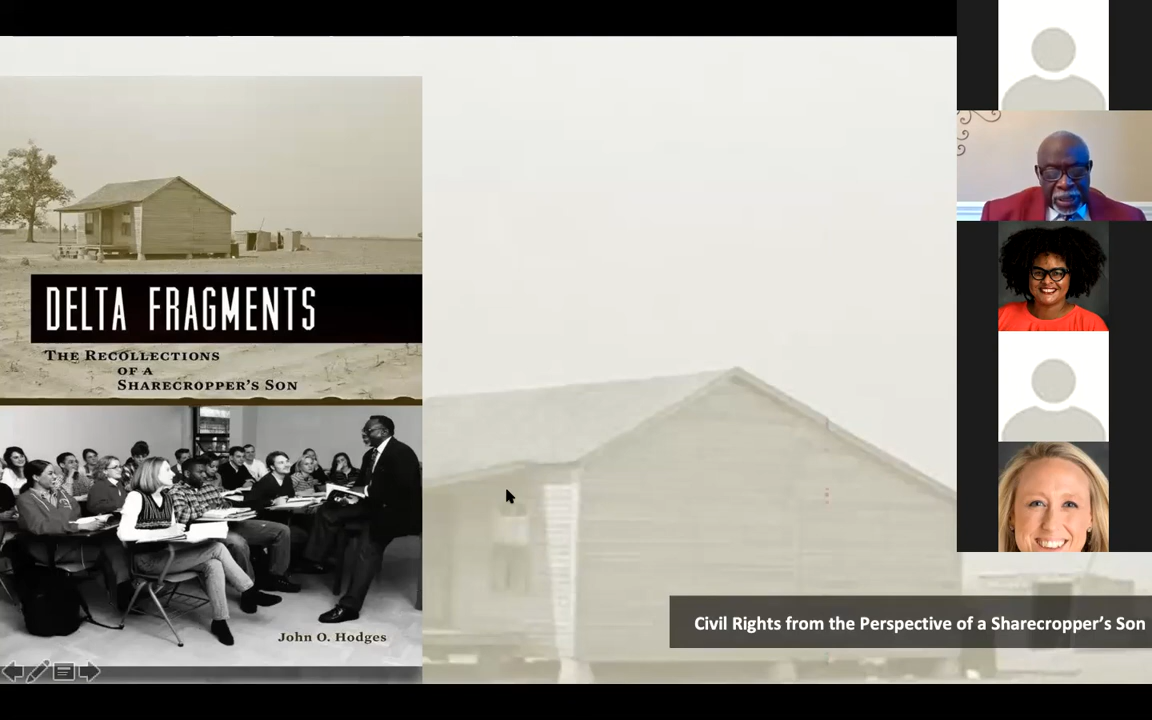 DELTA FRAGMENTS
THE RECOLLECTIONS
OF A
SHARECROPPER'S SON
John O. Hodges
Civil Rights from the Perspective of a Sharecropper’s Son